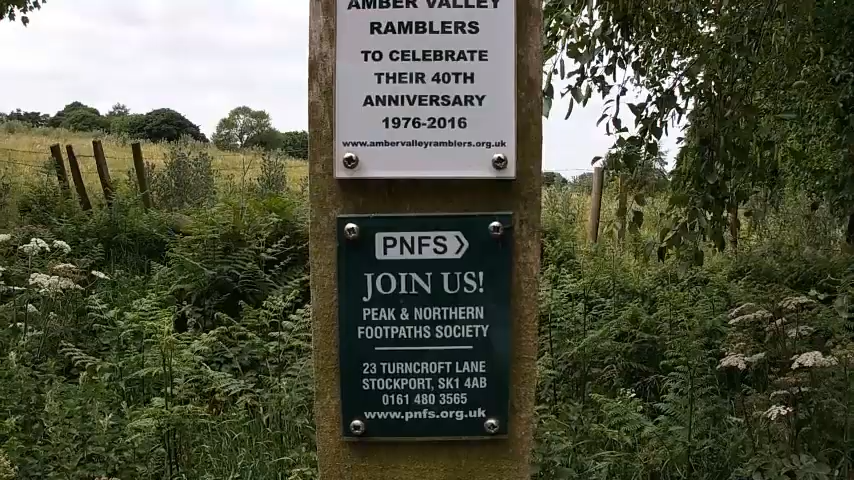 AMBER VALLEY
RAMBLERS
TO CELEBRATE
THEIR 40TH
ANNIVERSARY
1976-2016
www.ambervalleyramblers.org.uk
PNFS
JOIN US!
PEAK & NORTHERN
FOOTPATHS SOCIETY
23 TURNCROFT LANE
STOCKPORT, SK1 4AB
0161 480 3565
www.pnfs.org.uk